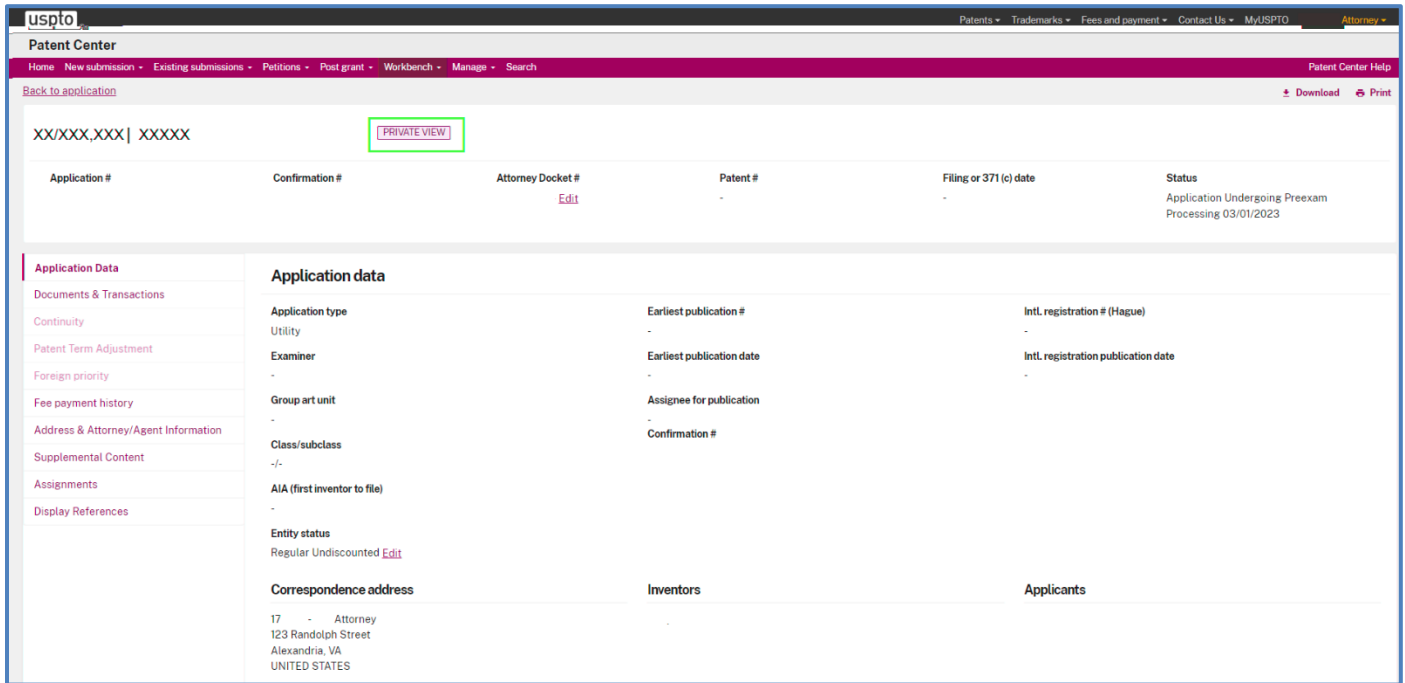 uspto
Patents Trademarks Fees and payment Contact Us MyUSPTO Attorney
Patent Center
Home New submission Existing submissions Petitions Post grant Workbench Manage Search Patent Center Help
Back to application Download Print
XX/XXX,XXX| XXXXX PRIVATE VIEW
Application # Confirmation # Attorney Docket # Patent # Filing or 371 (c) date Status
Edit - - Application Undergoing Preexam
Processing 03/01/2023
Application Data
Documents & Transactions
Continuity
Patent Term Adjustment
Foreign priority
Fee payment history
Address & Attorney/Agent Information
Supplemental Content
Assignments
Display References
Application data
Application type
Utility
Examiner
-
Group art unit
-
Class/subclass
-/-
AIA (first inventor to file)
-
Entity status
Regular Undiscounted Edit
Earliest publication #
-
Earliest publication date
-
Assignee for publication
-
Confirmation #
Intl. registration # (Hague)
-
Intl. registration publication date
-
Correspondence address
17 - Attorney
123 Randolph Street
Alexandria, VA
UNITED STATES
Inventors
Applicants